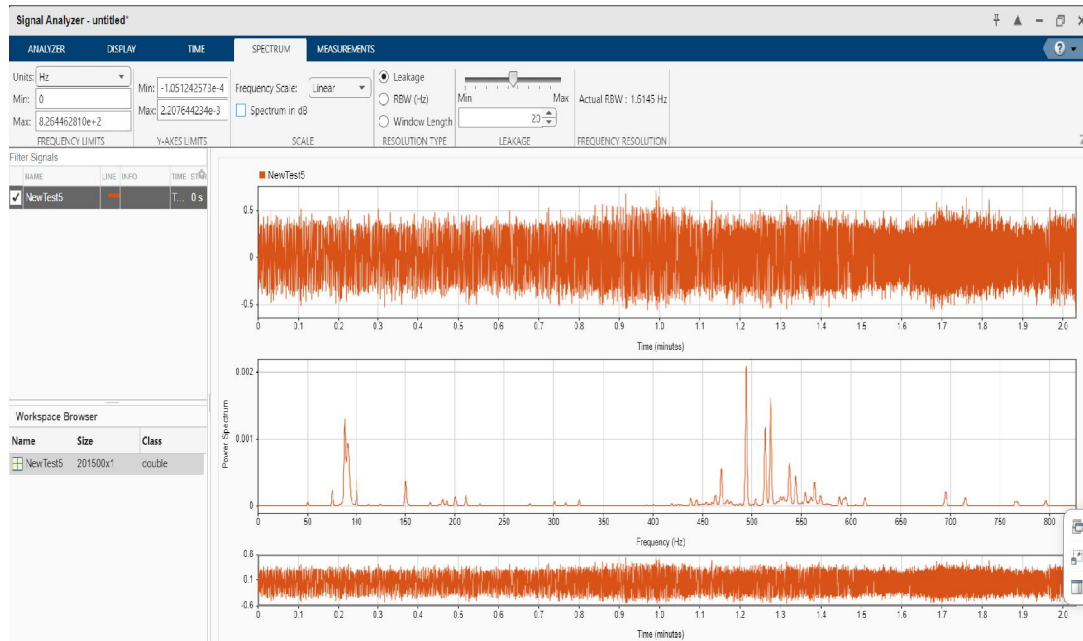 Signal Analyzer - untitled*
ANALYZER DISPLAY TIME SPECTRUM MEASUREMENTS
Units: Hz
Min: 0
Max: 8.264462810e+2
FREQUENCY LIMITS
Min: -1.051242573e-4
Max: 2.207644234e-3
Y-AXES LIMITS
Frequency Scale: Linear
Spectrum in dB
SCALE
Leakage
RBW (Hz)
Window Length
RESOLUTION TYPE
Min Max
20
LEAKAGE
Actual RBW : 1.6145 Hz
FREQUENCY RESOLUTION
Filter Signals
NAME LINE INFO TIME STAR
NewTest5 T... 0 s
NewTest5
0.5
0
-0.5
0 0.1 0.2 0.3 0.4 0.5 0.6 0.7 0.8 0.9 1.0 1.1 1.2 1.3 1.4 1.5 1.6 1.7 1.8 1.9 2.0
Time (minutes)
Power Spectrum
0.002
0.001
0
0 50 100 150 200 250 300 350 400 450 500 550 600 650 700 750 800
Frequency (Hz)
0.8
0.1
-0.6
0 0.1 0.2 0.3 0.4 0.5 0.6 0.7 0.8 0.9 1.0 1.1 1.2 1.3 1.4 1.5 1.6 1.7 1.8 1.9 2.0
Time (minutes)
Workspace Browser
Name Size Class
NewTest5 201500x1 double